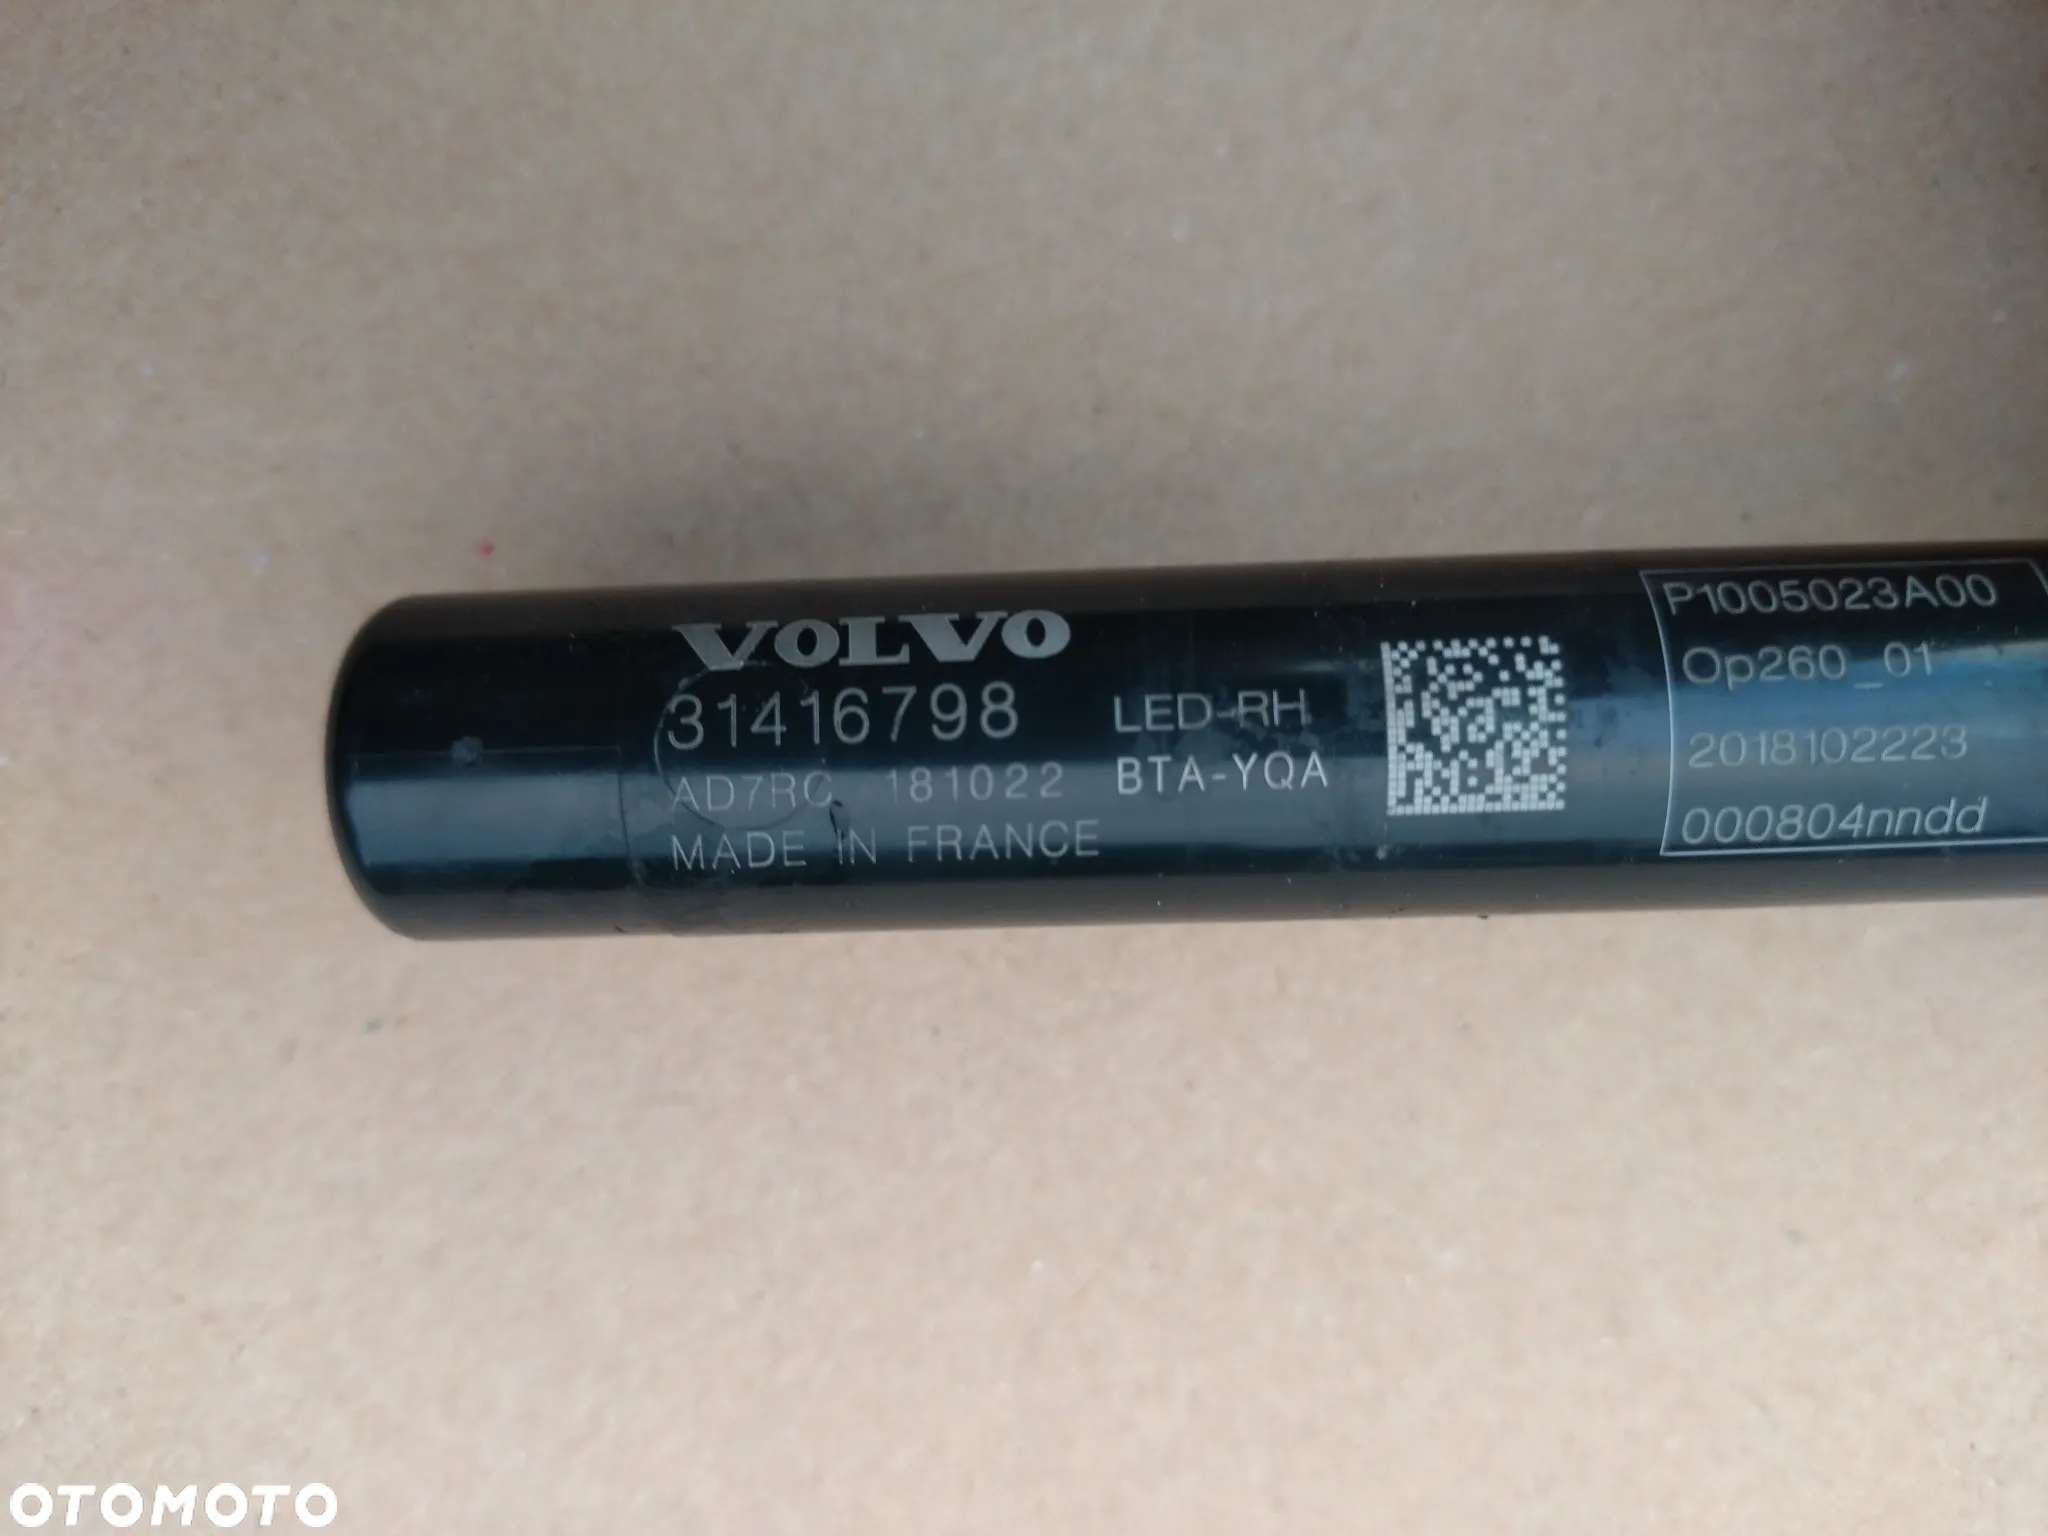 VOLVO
31416798
AD7RC 181022
MADE IN FRANCE
LED-RH
BTA-YQA
P1005023A00
Op260_01
2018102223
000804nndd
OTOMOTO